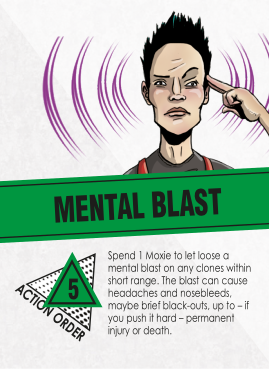 MENTAL BLAST
5
ACTION ORDER
Spend 1 Moxie to let loose a
mental blast on any clones within
short range. The blast can cause
headaches and nosebleeds,
maybe brief black-outs, up to – if
you push it hard – permanent
injury or death.